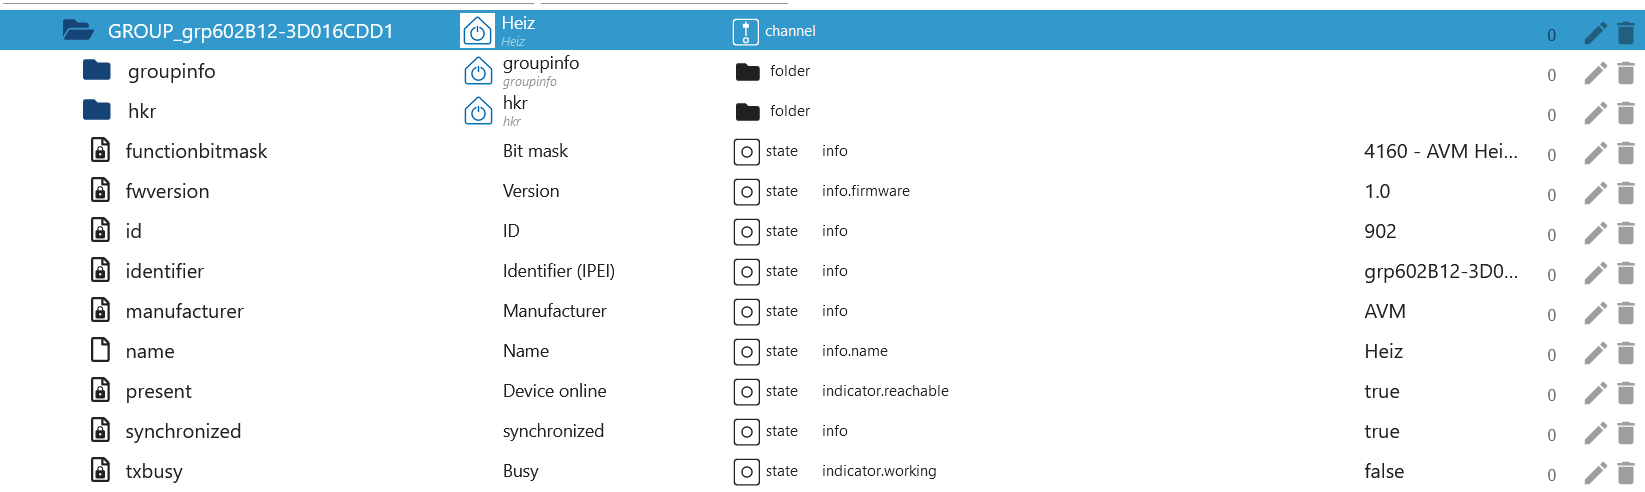 GROUP_grp602B12-3D016CDD1 Heiz channel 0
Heiz
groupinfo groupinfo folder 0
groupinfo
hkr hkr folder 0
hkr
functionbitmask Bit mask state info 4160 - AVM Hei... 0
fwversion Version state info.firmware 1.0 0
id ID state info 902 0
identifier Identifier (IPEI) state info grp602B12-3D0... 0
manufacturer Manufacturer state info AVM 0
name Name state info.name Heiz 0
present Device online state indicator.reachable true 0
synchronized synchronized state info true 0
txbusy Busy state indicator.working false 0